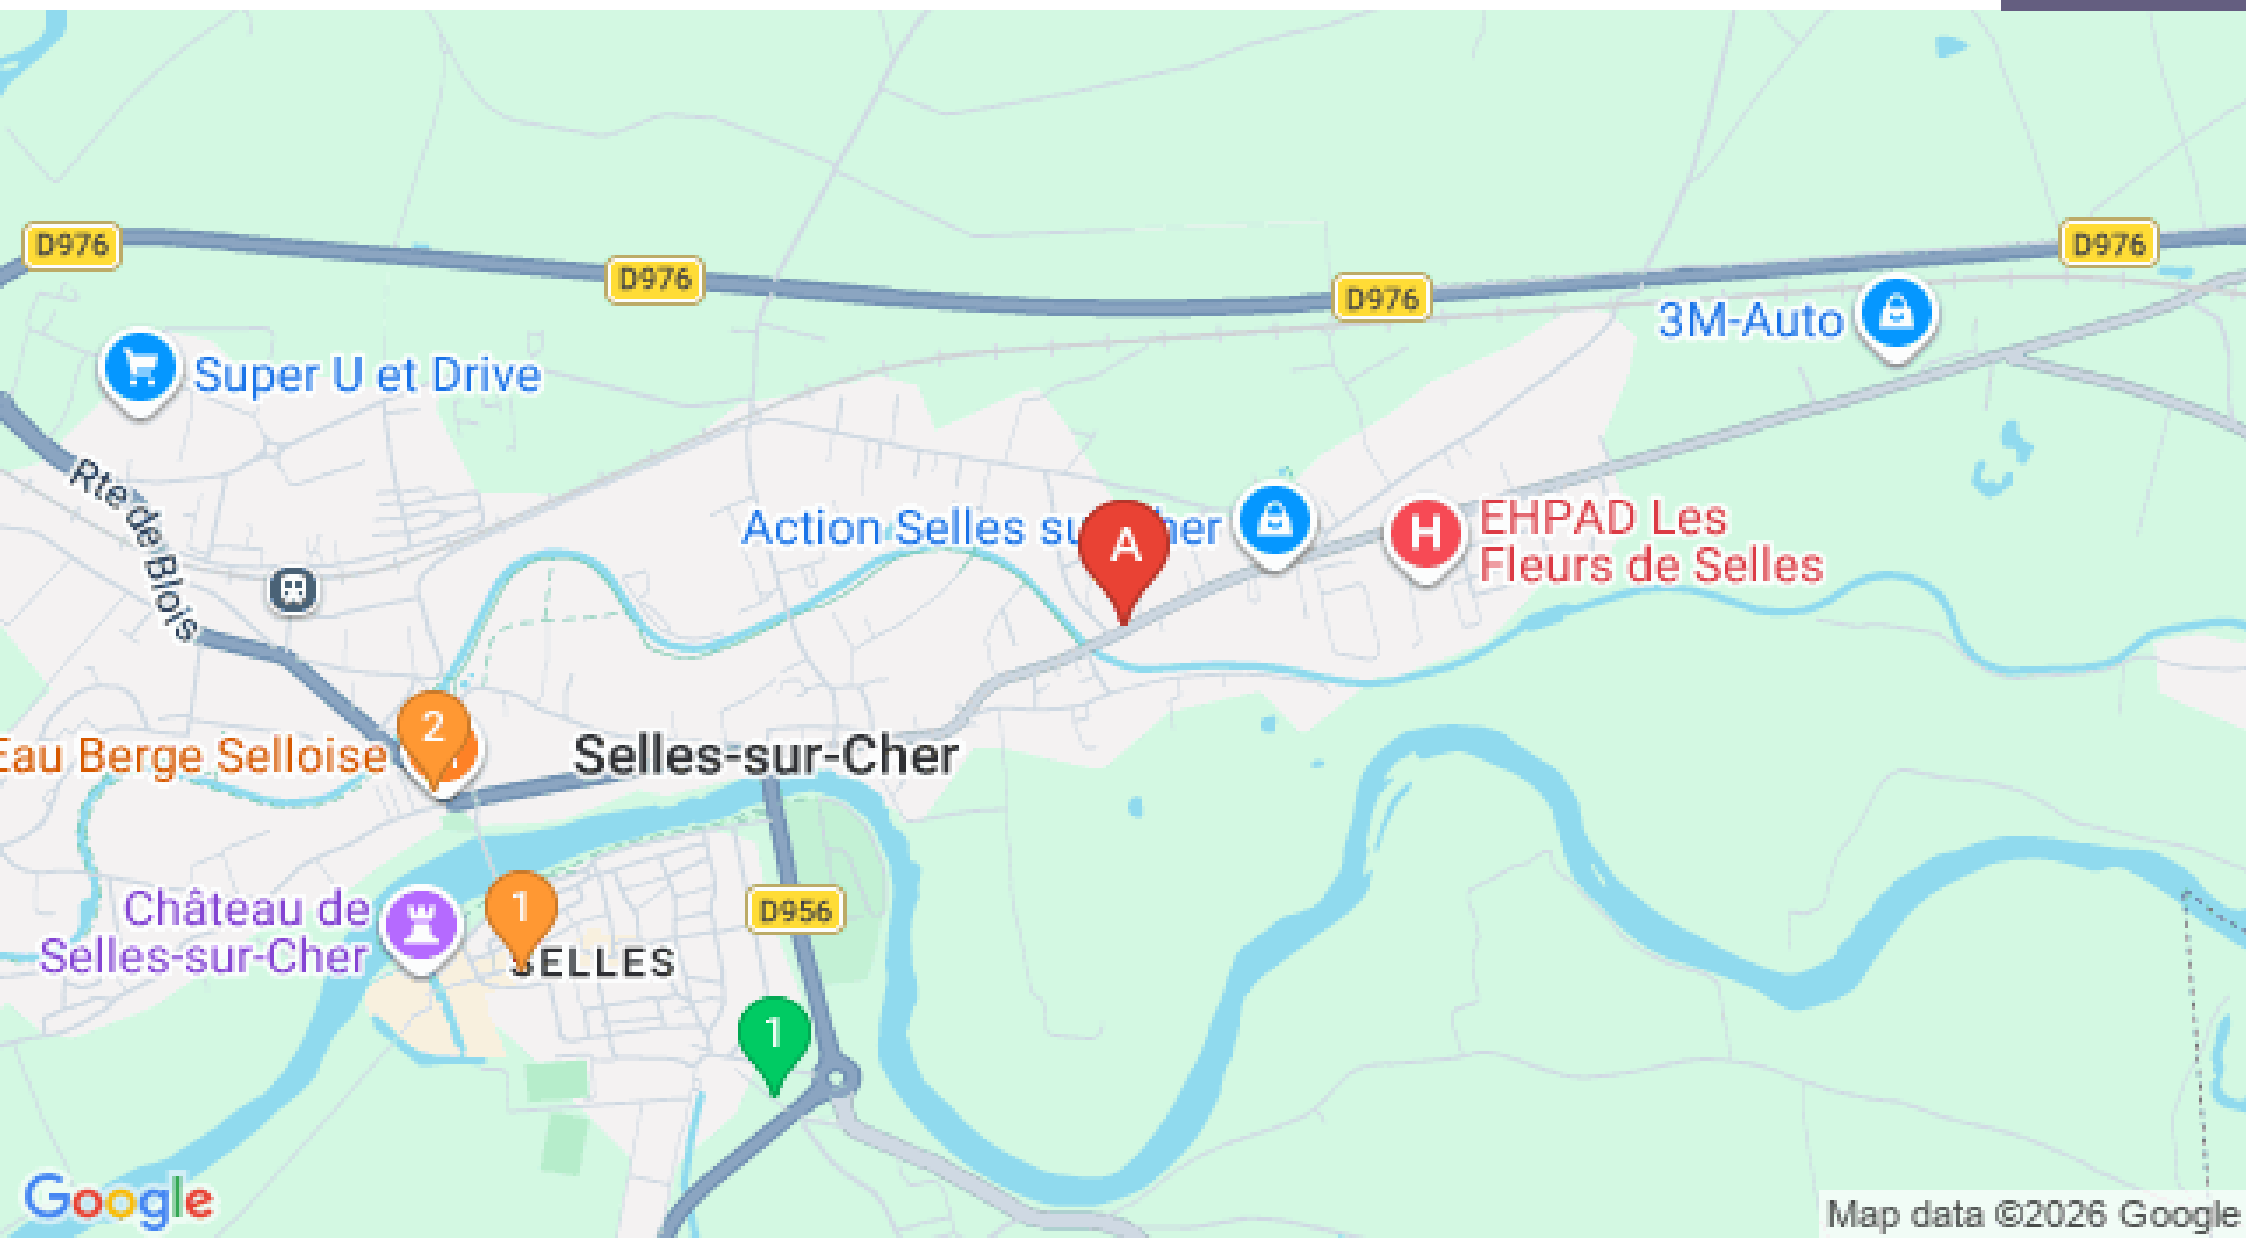 D976
D976
D976
D976
3M-Auto
Super U et Drive
Rte de Blois
Action Selles su
her
A
H
EHPAD Les
Fleurs de Selles
2
Eau Berge Selloise
Selles-sur-Cher
1
D956
Château de
Selles-sur-Cher
SELLES
1
Google
Map data ©2026 Google